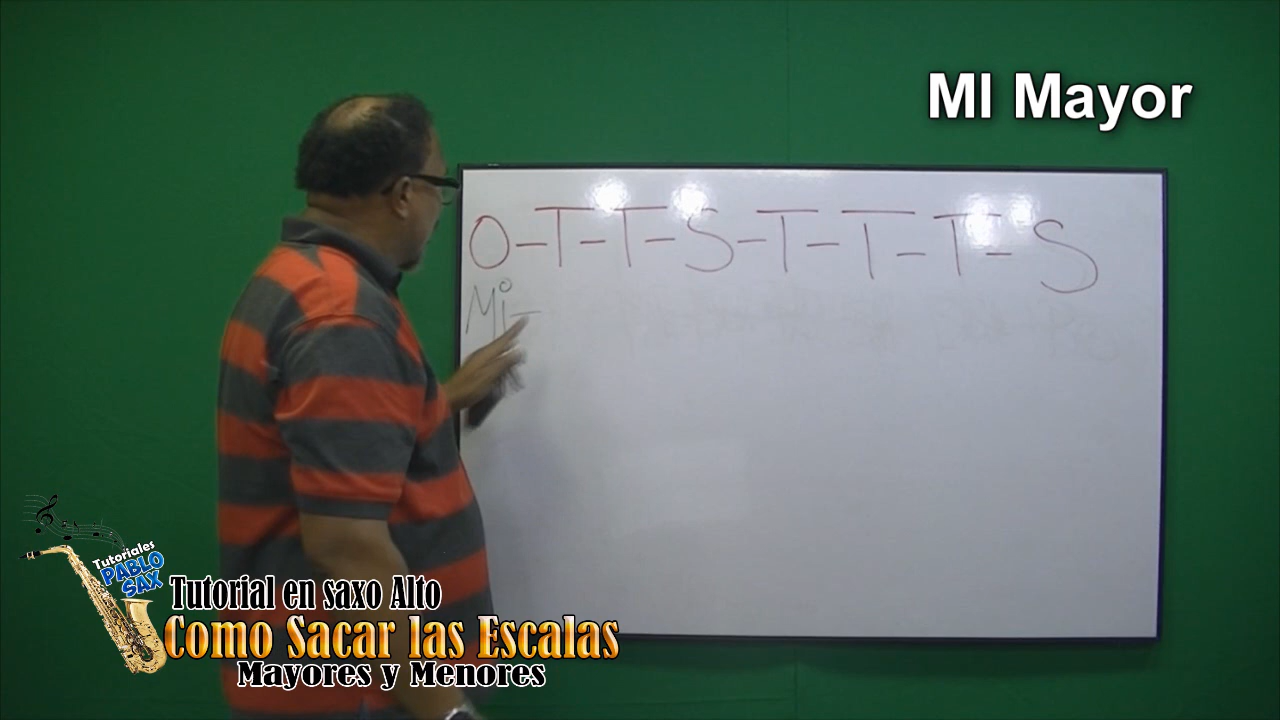 MI Mayor
O-T-T-S-T-T-T-S
Mi-
Tutoriales
PABLO
SAX
Tutorial en saxo Alto
Como Sacar las Escalas
Mayores y Menores